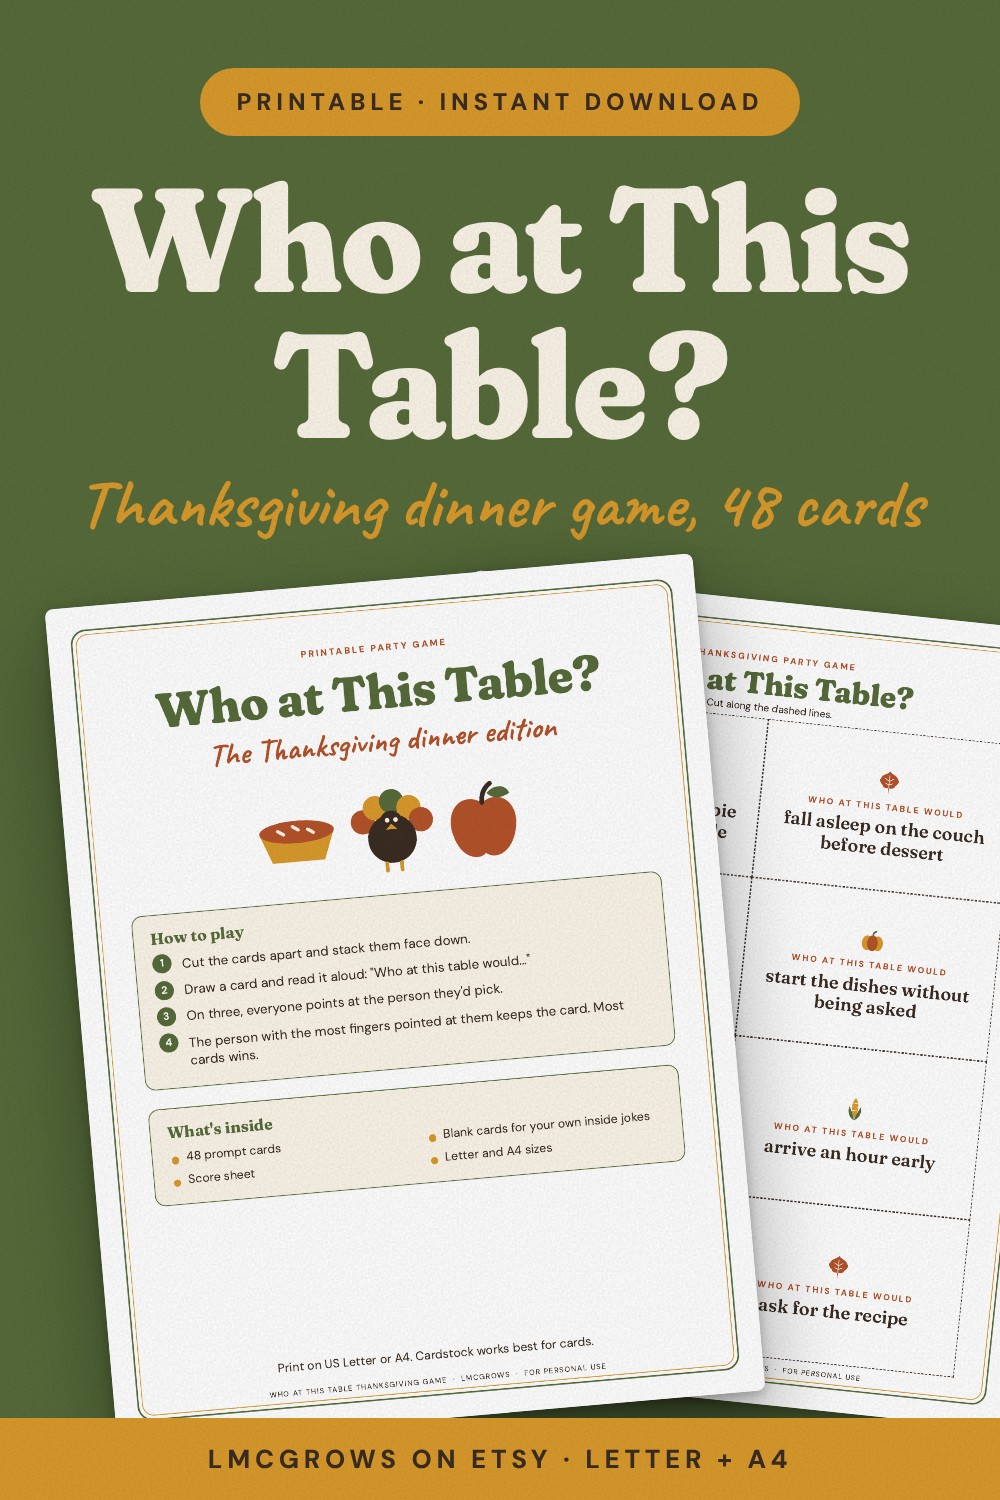 PRINTABLE · INSTANT DOWNLOAD
Who at This
Table?
Thanksgiving dinner game, 48 cards
PRINTABLE PARTY GAME
Who at This Table?
The Thanksgiving dinner edition
How to play
1 Cut the cards apart and stack them face down.
2 Draw a card and read it aloud: "Who at this table would..."
3 On three, everyone points at the person they'd pick.
4 The person with the most fingers pointed at them keeps the card. Most
cards wins.
What's inside
48 prompt cards
Score sheet
Blank cards for your own inside jokes
Letter and A4 sizes
Print on US Letter or A4. Cardstock works best for cards.
WHO AT THIS TABLE THANKSGIVING GAME · LMCGROWS · FOR PERSONAL USE
HANKSGIVING PARTY GAME
at This Table?
Cut along the dashed lines.
WHO AT THIS TABLE WOULD
fall asleep on the couch
before dessert
WHO AT THIS TABLE WOULD
start the dishes without
being asked
WHO AT THIS TABLE WOULD
arrive an hour early
WHO AT THIS TABLE WOULD
ask for the recipe
· FOR PERSONAL USE
LMCGROWS ON ETSY · LETTER + A4